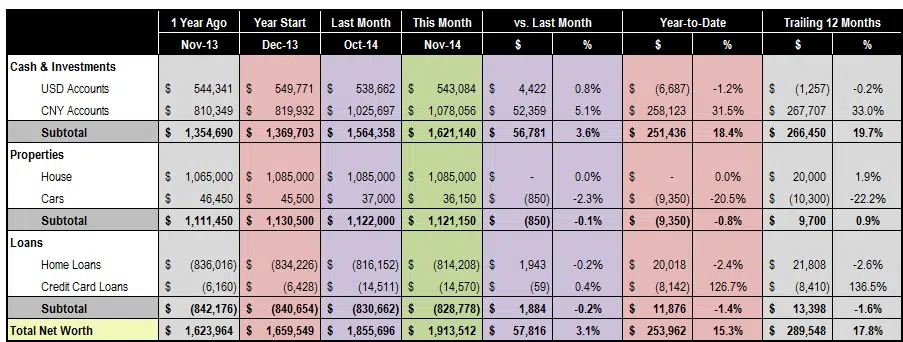 1 Year Ago Year Start Last Month This Month vs. Last Month Year-to-Date Trailing 12 Months
Nov-13 Dec-13 Oct-14 Nov-14 $ % $ % $ %
Cash & Investments
USD Accounts $ 544,341 $ 549,771 $ 538,662 $ 543,084 $ 4,422 0.8% $ (6,687) -1.2% $ (1,257) -0.2%
CNY Accounts $ 810,349 $ 819,932 $ 1,025,697 $ 1,078,056 $ 52,359 5.1% $ 258,123 31.5% $ 267,707 33.0%
Subtotal $ 1,354,690 $ 1,369,703 $ 1,564,358 $ 1,621,140 $ 56,781 3.6% $ 251,436 18.4% $ 266,450 19.7%
Properties
House $ 1,065,000 $ 1,085,000 $ 1,085,000 $ 1,085,000 $ - 0.0% $ - 0.0% $ 20,000 1.9%
Cars $ 46,450 $ 45,500 $ 37,000 $ 36,150 $ (850) -2.3% $ (9,350) -20.5% $ (10,300) -22.2%
Subtotal $ 1,111,450 $ 1,130,500 $ 1,122,000 $ 1,121,150 $ (850) -0.1% $ (9,350) -0.8% $ 9,700 0.9%
Loans
Home Loans $ (836,016) $ (834,226) $ (816,152) $ (814,208) $ 1,943 -0.2% $ 20,018 -2.4% $ 21,808 -2.6%
Credit Card Loans $ (6,160) $ (6,428) $ (14,511) $ (14,570) $ (59) 0.4% $ (8,142) 126.7% $ (8,410) 136.5%
Subtotal $ (842,176) $ (840,654) $ (830,662) $ (828,778) $ 1,884 -0.2% $ 11,876 -1.4% $ 13,398 -1.6%
Total Net Worth $ 1,623,964 $ 1,659,549 $ 1,855,696 $ 1,913,512 $ 57,816 3.1% $ 253,962 15.3% $ 289,548 17.8%